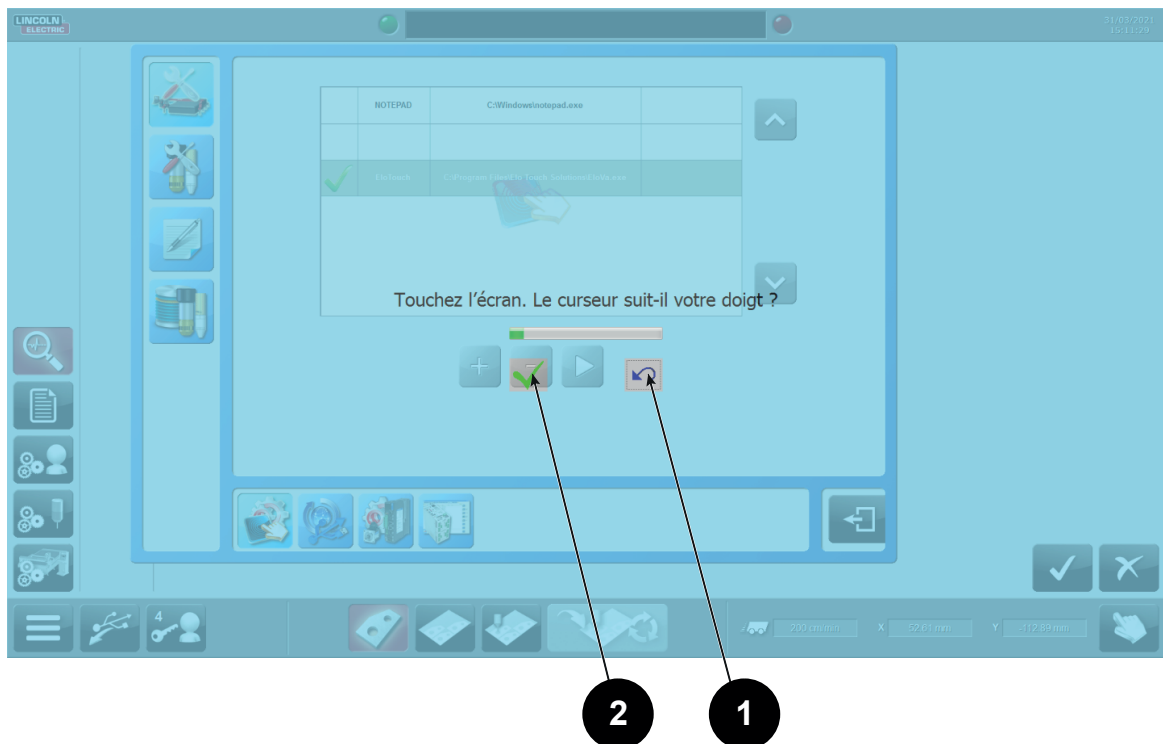 LINCOLN
ELECTRIC
31/03/2021
15:11:29
NOTEPAD C:\Windows\notepad.exe
Touchez l’écran. Le curseur suit-il votre doigt ?
4
200 cm/min X 52.61 mm Y -112.89 mm
2 1